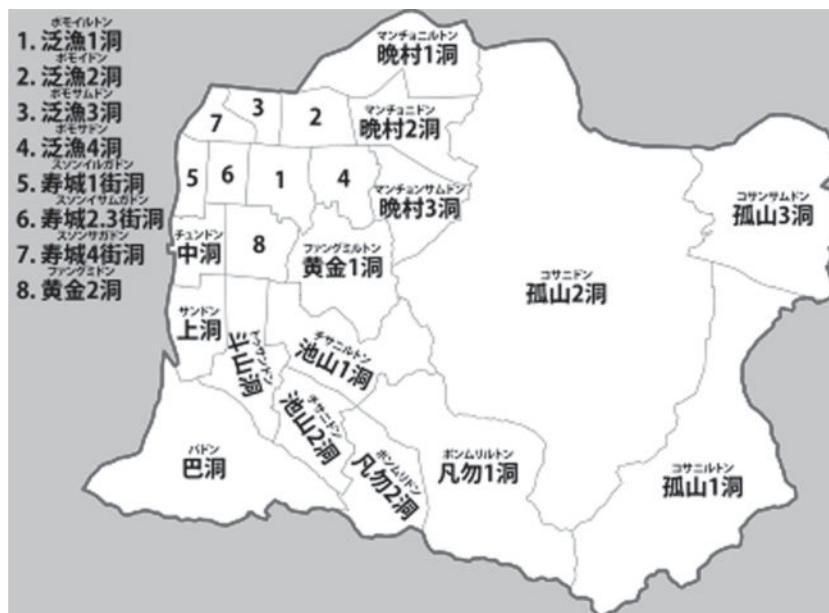 ボモイルトン
1. 泛漁1洞
ボモイドン
2. 泛漁2洞
ボモサムドン
3. 泛漁3洞
ボモサドン
4. 泛漁4洞
スソンイルガドン
5. 寿城1街洞
スソンイサムガドン
6. 寿城2.3街洞
スソンサガドン
7. 寿城4街洞
ファングミドン
8. 黄金2洞
マンチョニルトン
晩村1洞
マンチョニドン
晩村2洞
マンチョンサムドン
晩村3洞
7
3
2
5
6
1
4
8
チュンドン
中洞
ファングミルトン
黄金1洞
コサンサムドン
孤山3洞
コサニドン
孤山2洞
サンドン
上洞
トゥサンドン
斗山洞
チサニルトン
池山1洞
チサニドン
池山2洞
パドン
巴洞
ボンムリドン
凡勿2洞
ボンムリルトン
凡勿1洞
コサニルトン
孤山1洞